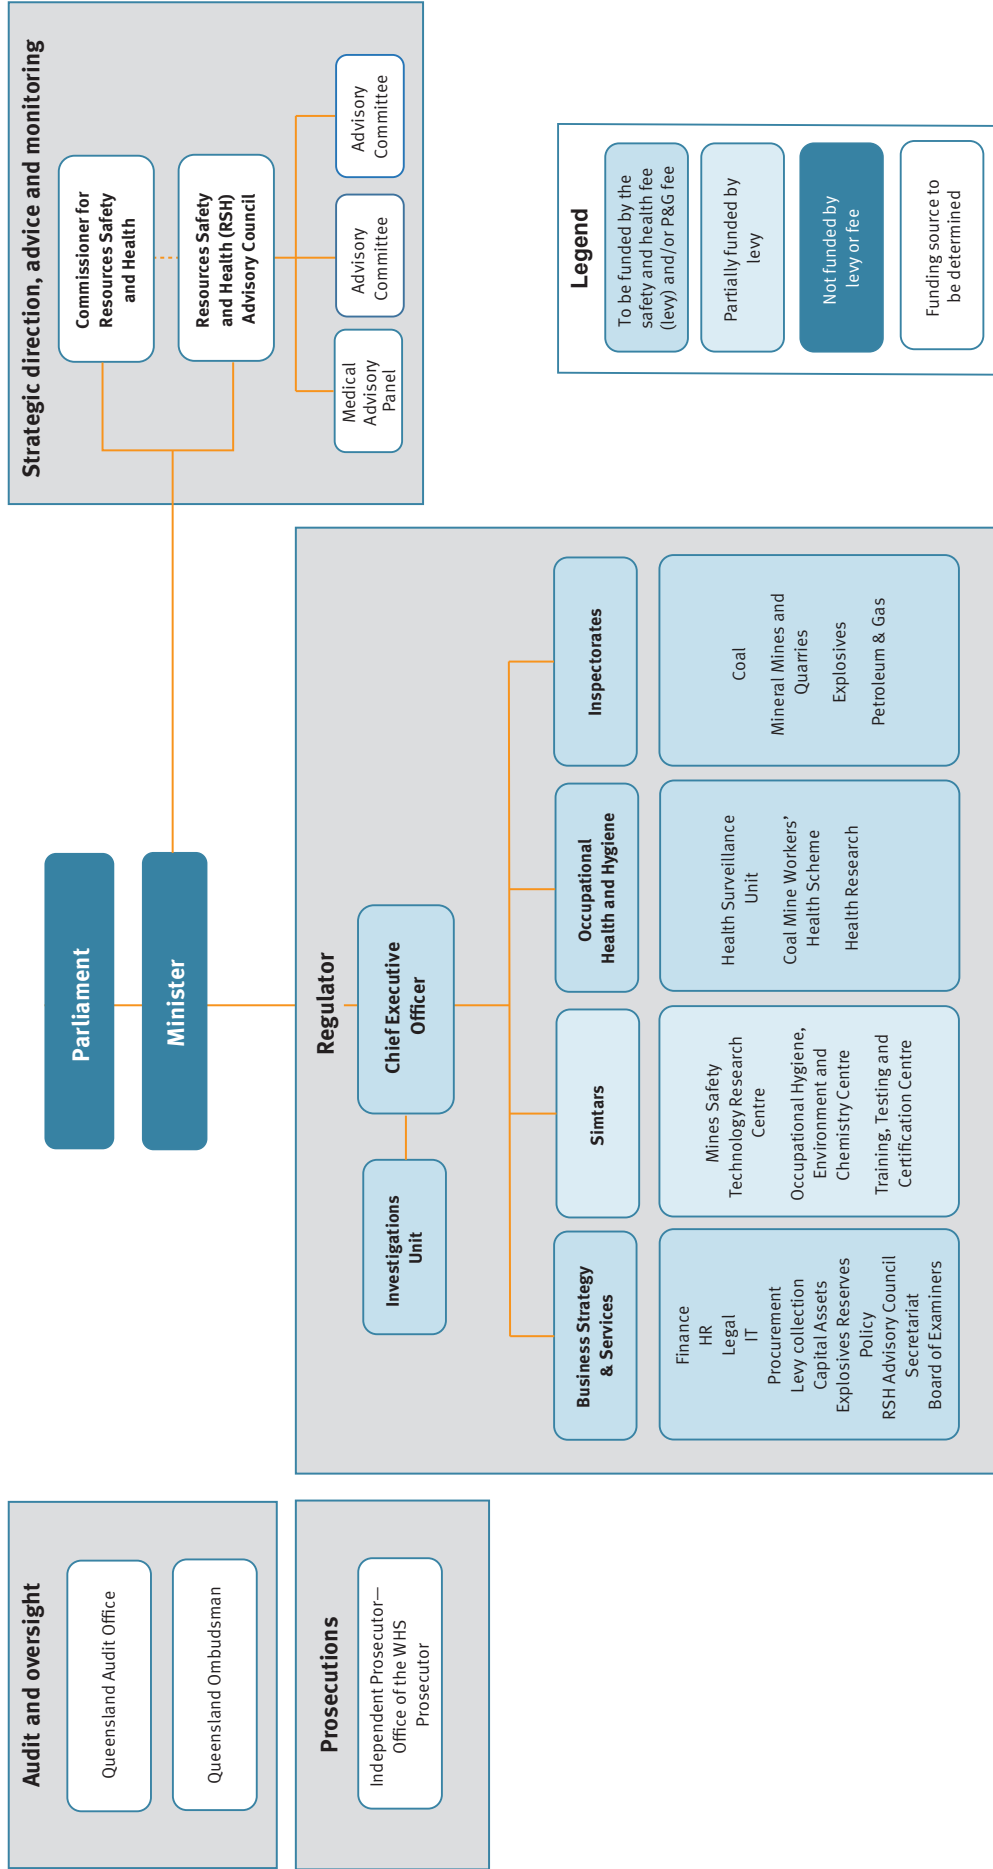 Audit and oversight
Queensland Audit Office
Queensland Ombudsman
Prosecutions
Independent Prosecutor—
Office of the WHS
Prosecutor
Parliament
Minister
Regulator
Chief Executive
Officer
Investigations
Unit
Business Strategy
& Services
Finance
HR
Legal
IT
Procurement
Levy collection
Capital Assets
Explosives Reserves
Policy
RSH Advisory Council
Secretariat
Board of Examiners
Simtars
Mines Safety
Technology Research
Centre
Occupational Hygiene,
Environment and
Chemistry Centre
Training, Testing and
Certification Centre
Occupational
Health and Hygiene
Health Surveillance
Unit
Coal Mine Workers’
Health Scheme
Health Research
Inspectorates
Coal
Mineral Mines and
Quarries
Explosives
Petroleum & Gas
Strategic direction, advice and monitoring
Commissioner for
Resources Safety
and Health
Resources Safety
and Health (RSH)
Advisory Council
Medical
Advisory
Panel
Advisory
Committee
Advisory
Committee
Legend
To be funded by the
safety and health fee
(levy) and/or P&G fee
Partially funded by
levy
Not funded by
levy or fee
Funding source to
be determined